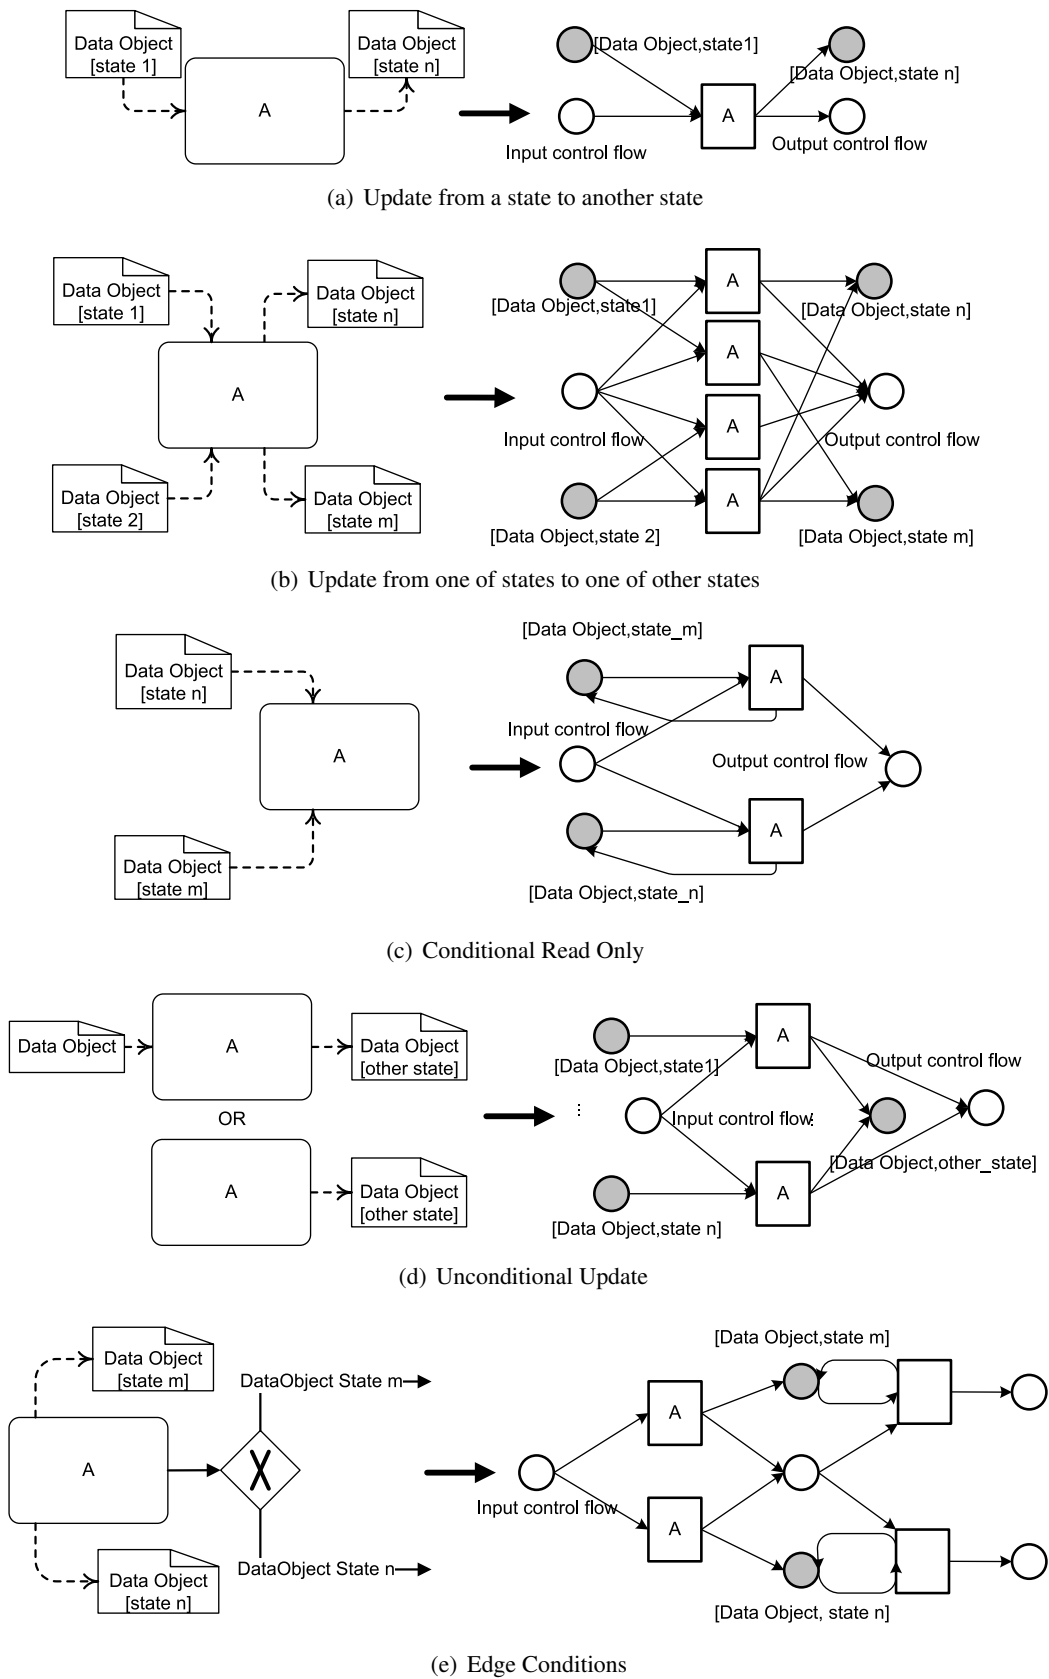 Data Object
[state 1]
Data Object
[state n]
A
[Data Object,state1]
[Data Object,state n]
A
Input control flow
Output control flow
(a) Update from a state to another state
Data Object
[state 1]
Data Object
[state n]
A
Data Object
[state 2]
Data Object
[state m]
[Data Object,state1]
A
[Data Object,state n]
A
Input control flow
A
Output control flow
A
[Data Object,state 2]
[Data Object,state m]
(b) Update from one of states to one of other states
Data Object
[state n]
A
Data Object
[state m]
[Data Object,state_m]
A
Input control flow
Output control flow
A
[Data Object,state_n]
(c) Conditional Read Only
Data Object
A
Data Object
[other state]
OR
A
Data Object
[other state]
A
[Data Object,state1]
Output control flow
...
Input control flow
...
[Data Object,other_state]
A
[Data Object,state n]
(d) Unconditional Update
Data Object
[state m]
DataObject State m
A
X
DataObject State n
Data Object
[state n]
[Data Object,state m]
A
Input control flow
A
[Data Object, state n]
(e) Edge Conditions